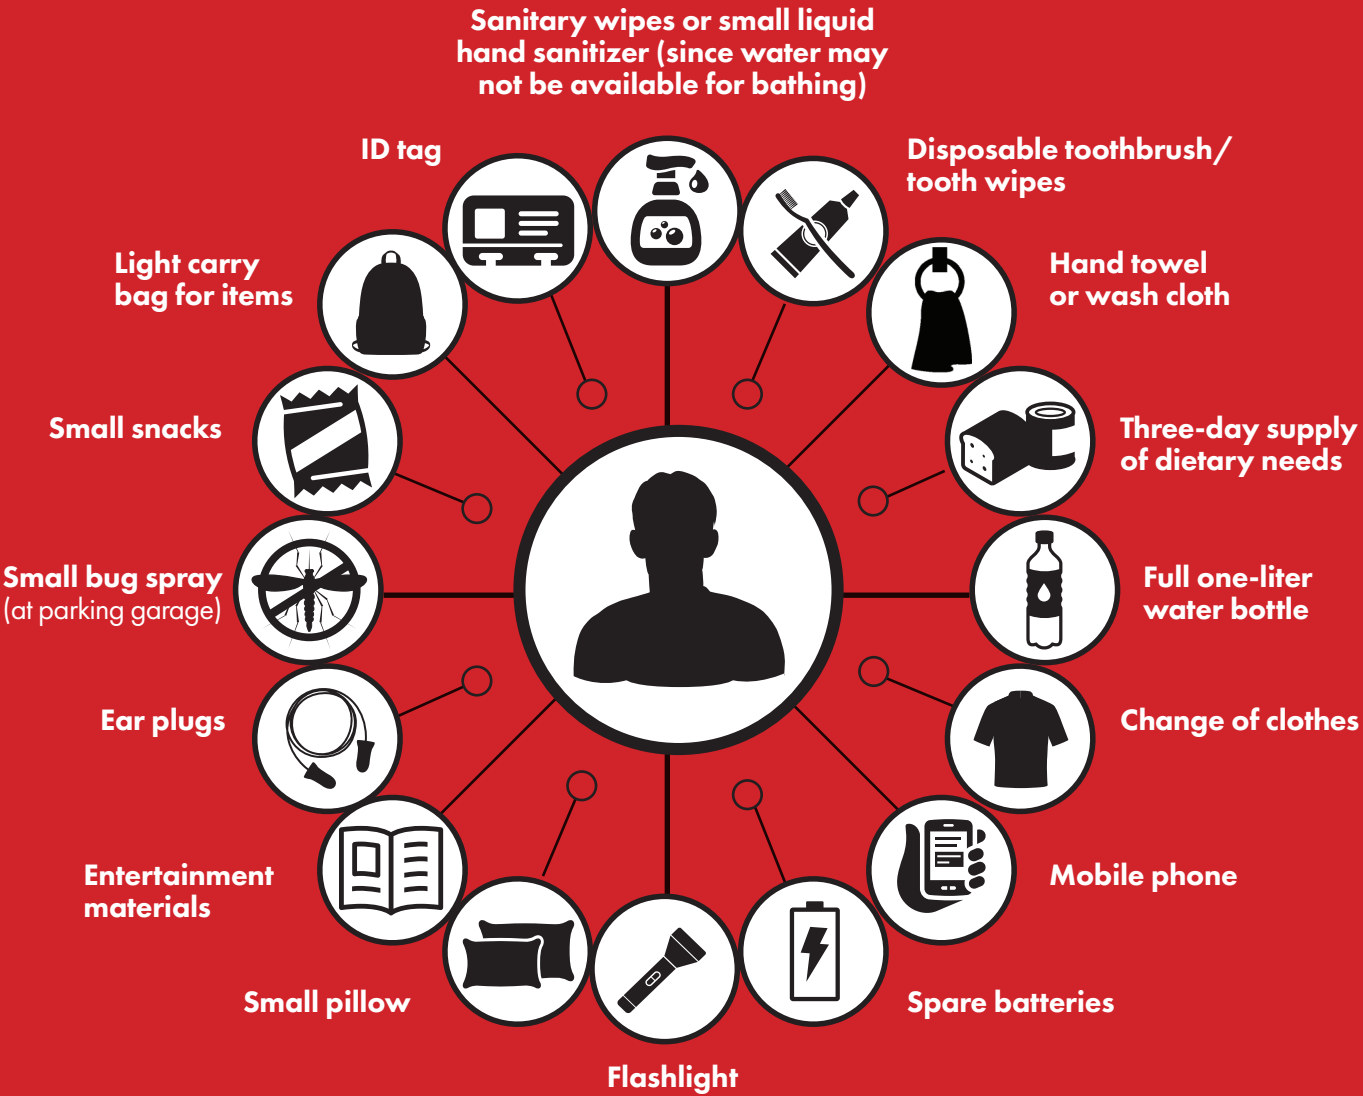 Sanitary wipes or small liquid
hand sanitizer (since water may
not be available for bathing)
ID tag
Disposable toothbrush/
tooth wipes
Light carry
bag for items
Hand towel
or wash cloth
Small snacks
Three-day supply
of dietary needs
Small bug spray
(at parking garage)
Full one-liter
water bottle
Ear plugs
Change of clothes
Entertainment
materials
Mobile phone
Small pillow
Spare batteries
Flashlight